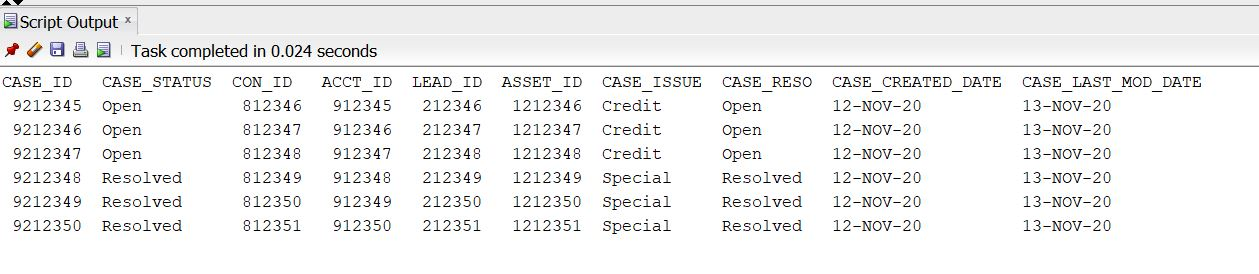 Script Output x
Task completed in 0.024 seconds
CASE_ID CASE_STATUS CON_ID ACCT_ID LEAD_ID ASSET_ID CASE_ISSUE CASE_RESO CASE_CREATED_DATE CASE_LAST_MOD_DATE
9212345 Open 812346 912345 212346 1212346 Credit Open 12-NOV-20 13-NOV-20
9212346 Open 812347 912346 212347 1212347 Credit Open 12-NOV-20 13-NOV-20
9212347 Open 812348 912347 212348 1212348 Credit Open 12-NOV-20 13-NOV-20
9212348 Resolved 812349 912348 212349 1212349 Special Resolved 12-NOV-20 13-NOV-20
9212349 Resolved 812350 912349 212350 1212350 Special Resolved 12-NOV-20 13-NOV-20
9212350 Resolved 812351 912350 212351 1212351 Special Resolved 12-NOV-20 13-NOV-20